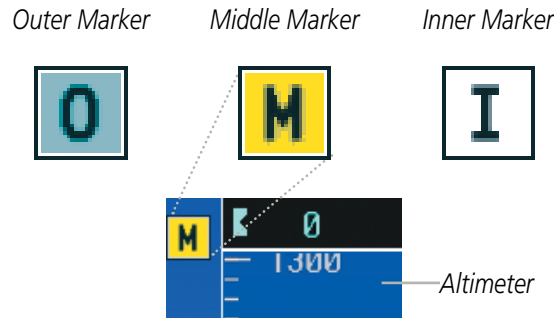 Outer Marker Middle Marker Inner Marker
O M I
M 0
1300
Altimeter